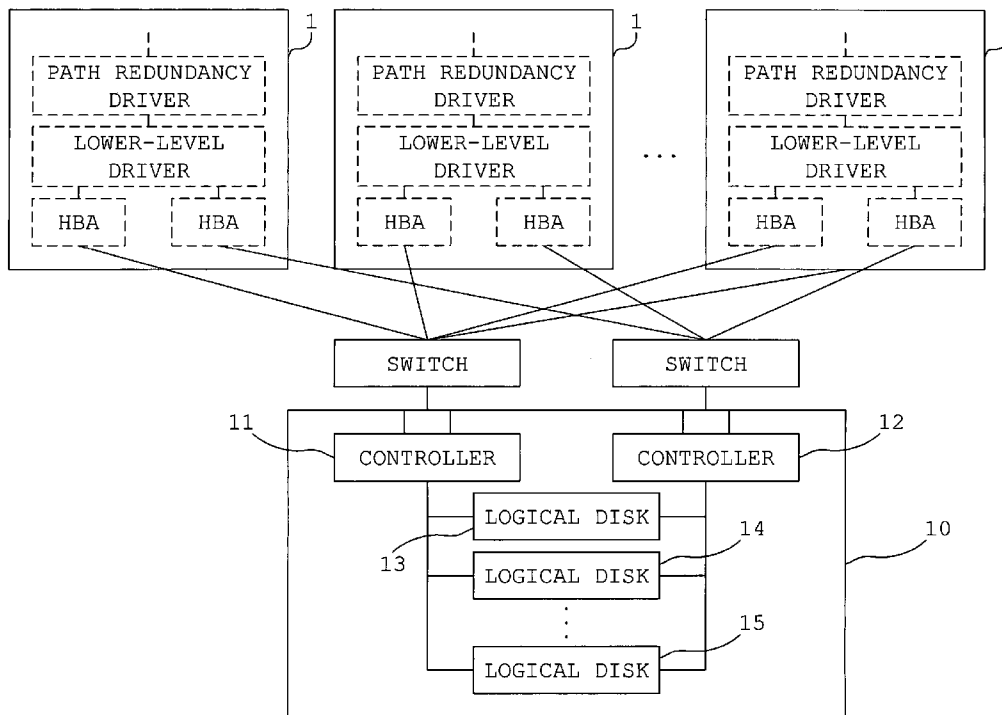 1
1
PATH REDUNDANCY
DRIVER
PATH REDUNDANCY
DRIVER
PATH REDUNDANCY
DRIVER
LOWER-LEVEL
DRIVER
LOWER-LEVEL
DRIVER
...
LOWER-LEVEL
DRIVER
HBA
HBA
HBA
HBA
HBA
HBA
SWITCH
SWITCH
11
CONTROLLER
CONTROLLER
12
LOGICAL DISK
13
14
LOGICAL DISK
10
15
LOGICAL DISK